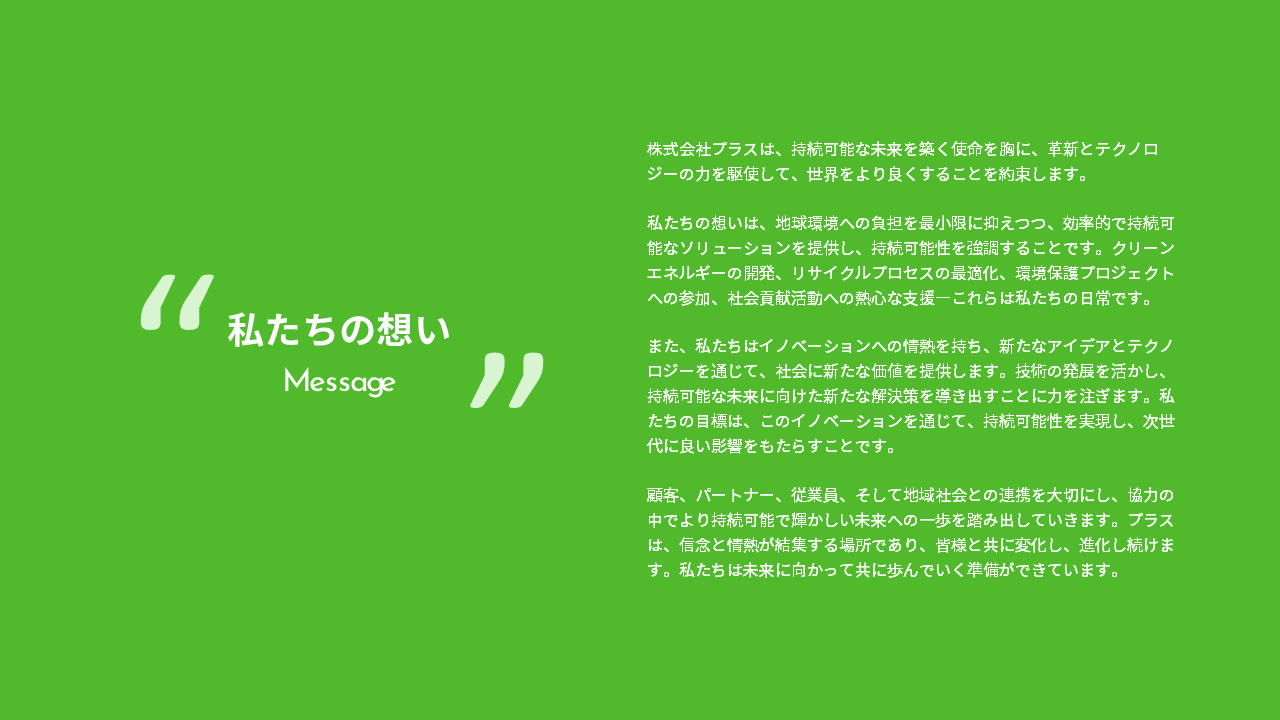 “
私たちの想い
Message
”
株式会社プラスは、持続可能な未来を築く使命を胸に、革新とテクノロ
ジーの力を駆使して、世界をより良くすることを約束します。
私たちの想いは、地球環境への負担を最小限に抑えつつ、効率的で持続可
能なソリューションを提供し、持続可能性を強調することです。クリーン
エネルギーの開発、リサイクルプロセスの最適化、環境保護プロジェクト
への参加、社会貢献活動への熱心な支援―これらは私たちの日常です。
また、私たちはイノベーションへの情熱を持ち、新たなアイデアとテクノ
ロジーを通じて、社会に新たな価値を提供します。技術の発展を活かし、
持続可能な未来に向けた新たな解決策を導き出すことに力を注ぎます。私
たちの目標は、このイノベーションを通じて、持続可能性を実現し、次世
代に良い影響をもたらすことです。
顧客、パートナー、従業員、そして地域社会との連携を大切にし、協力の
中でより持続可能で輝かしい未来への一歩を踏み出していきます。プラス
は、信念と情熱が結集する場所であり、皆様と共に変化し、進化し続けま
す。私たちは未来に向かって共に歩んでいく準備ができています。